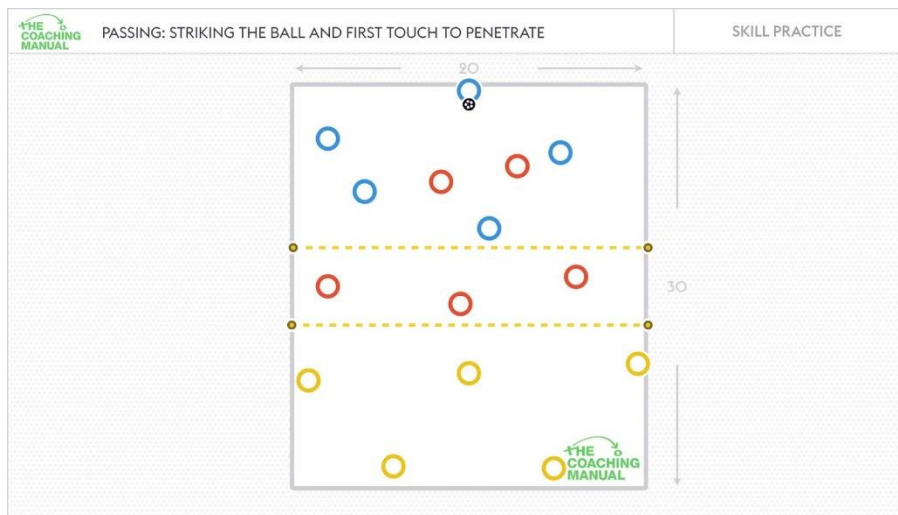 THE
COACHING
MANUAL
PASSING: STRIKING THE BALL AND FIRST TOUCH TO PENETRATE
SKILL PRACTICE
20
30
THE
COACHING
MANUAL